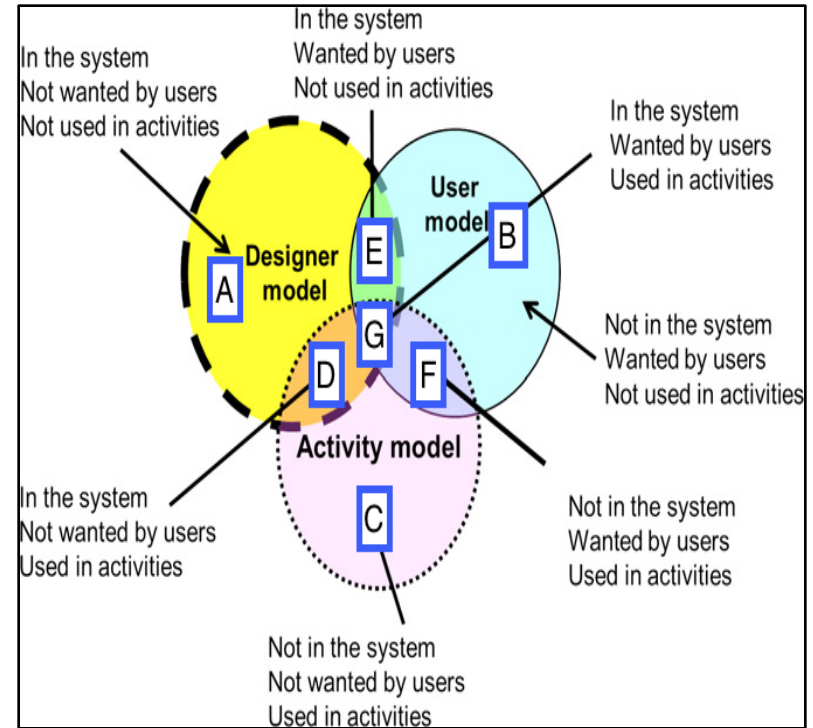 In the system
Wanted by users
Not used in activities
In the system
Not wanted by users
Not used in activities
In the system
Wanted by users
Used in activities
User
model
B
E
Designer
model
A
G
Not in the system
Wanted by users
Not used in activities
D
F
Activity model
In the system
Not wanted by users
Used in activities
C
Not in the system
Wanted by users
Used in activities
Not in the system
Not wanted by users
Used in activities